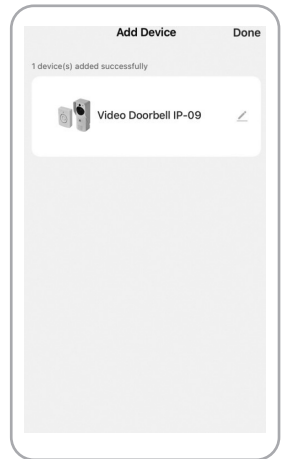 Add Device Done
1 device(s) added successfully
Video Doorbell IP-09